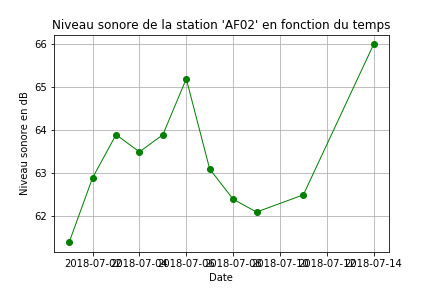 Niveau sonore de la station 'AF02' en fonction du temps
66
65
64
63
62
Niveau sonore en dB
2018-07-02 2018-07-04 2018-07-06 2018-07-08 2018-07-10 2018-07-12 2018-07-14
Date